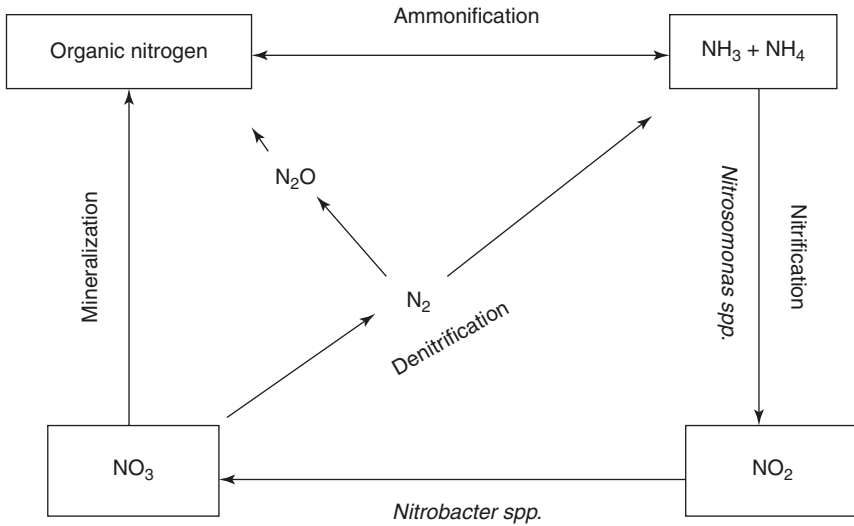 Ammonification
Organic nitrogen
NH₃ + NH₄
N₂O
Mineralization
Nitrosomonas spp.
Nitrification
N₂
Denitrification
NO₃
NO₂
Nitrobacter spp.